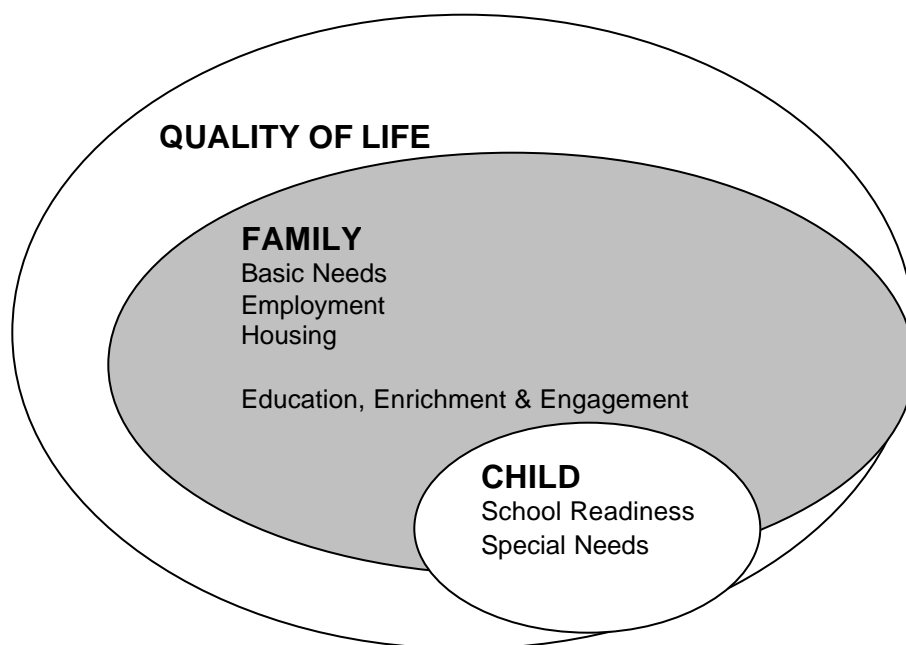 QUALITY OF LIFE
FAMILY
Basic Needs
Employment
Housing
Education, Enrichment & Engagement
CHILD
School Readiness
Special Needs